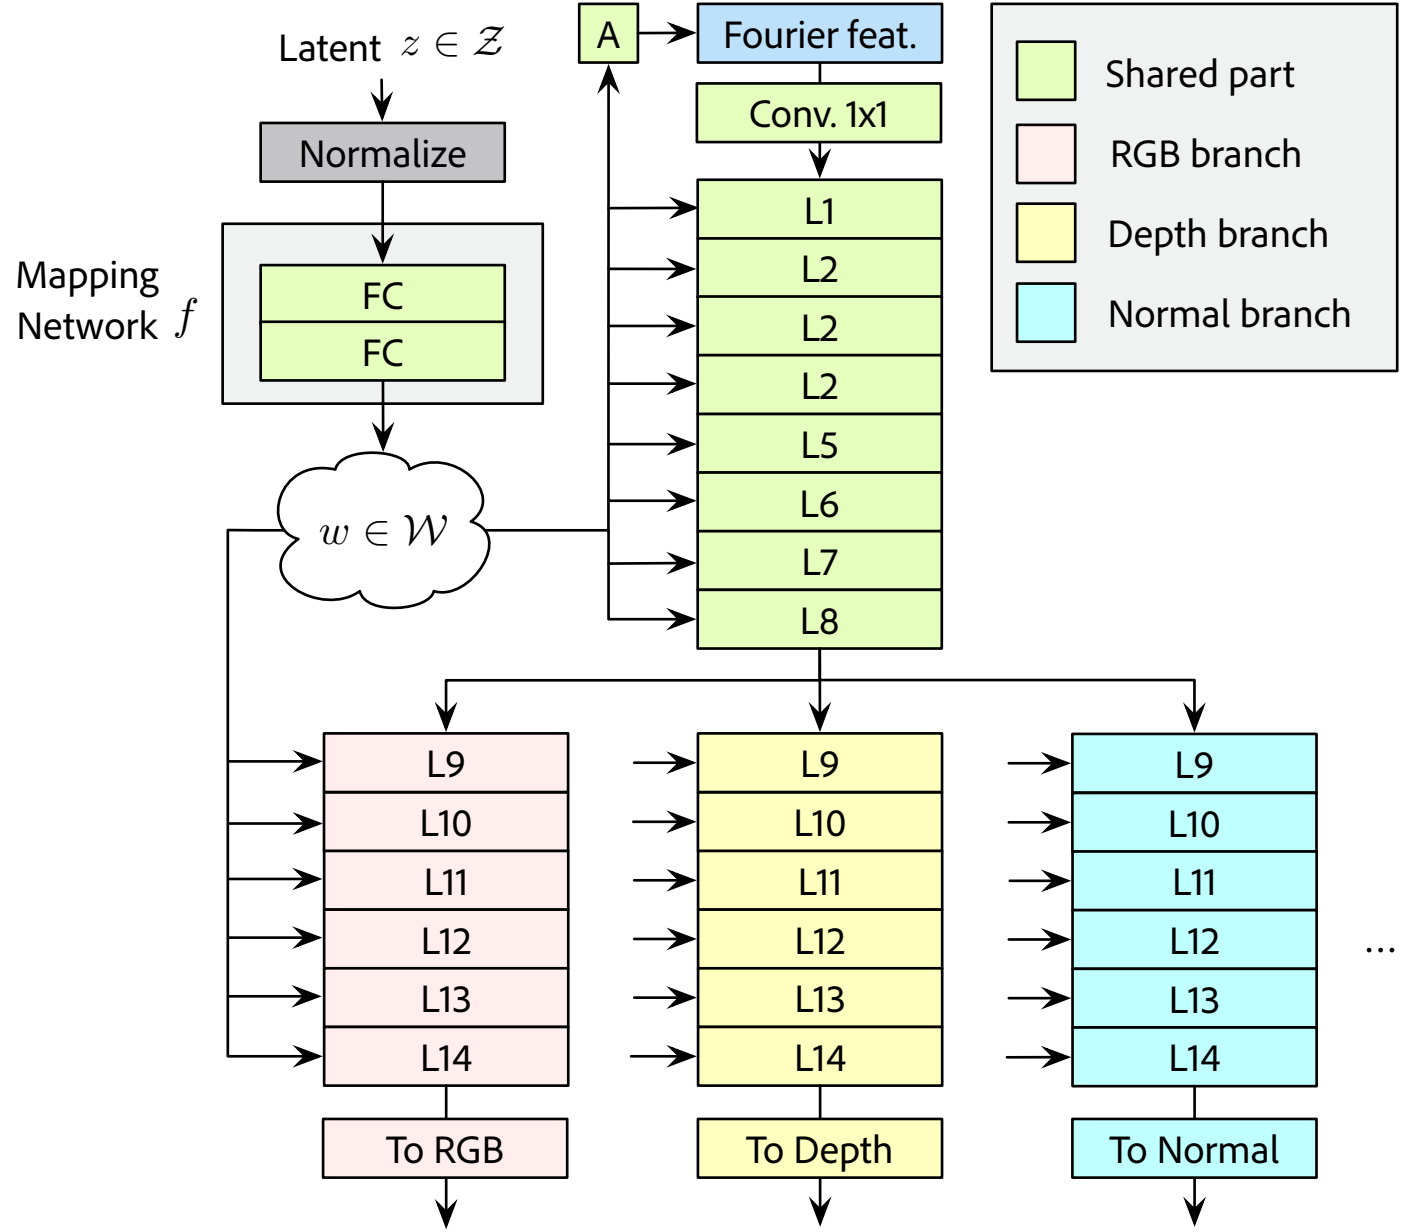 Latent z ∈ 𝒵
Normalize
Mapping
Network f
FC
FC
w ∈ 𝒲
A
Fourier feat.
Conv. 1x1
L1
L2
L2
L2
L5
L6
L7
L8
Shared part
RGB branch
Depth branch
Normal branch
L9
L10
L11
L12
L13
L14
To RGB
L9
L10
L11
L12
L13
L14
To Depth
L9
L10
L11
L12
L13
L14
To Normal
...